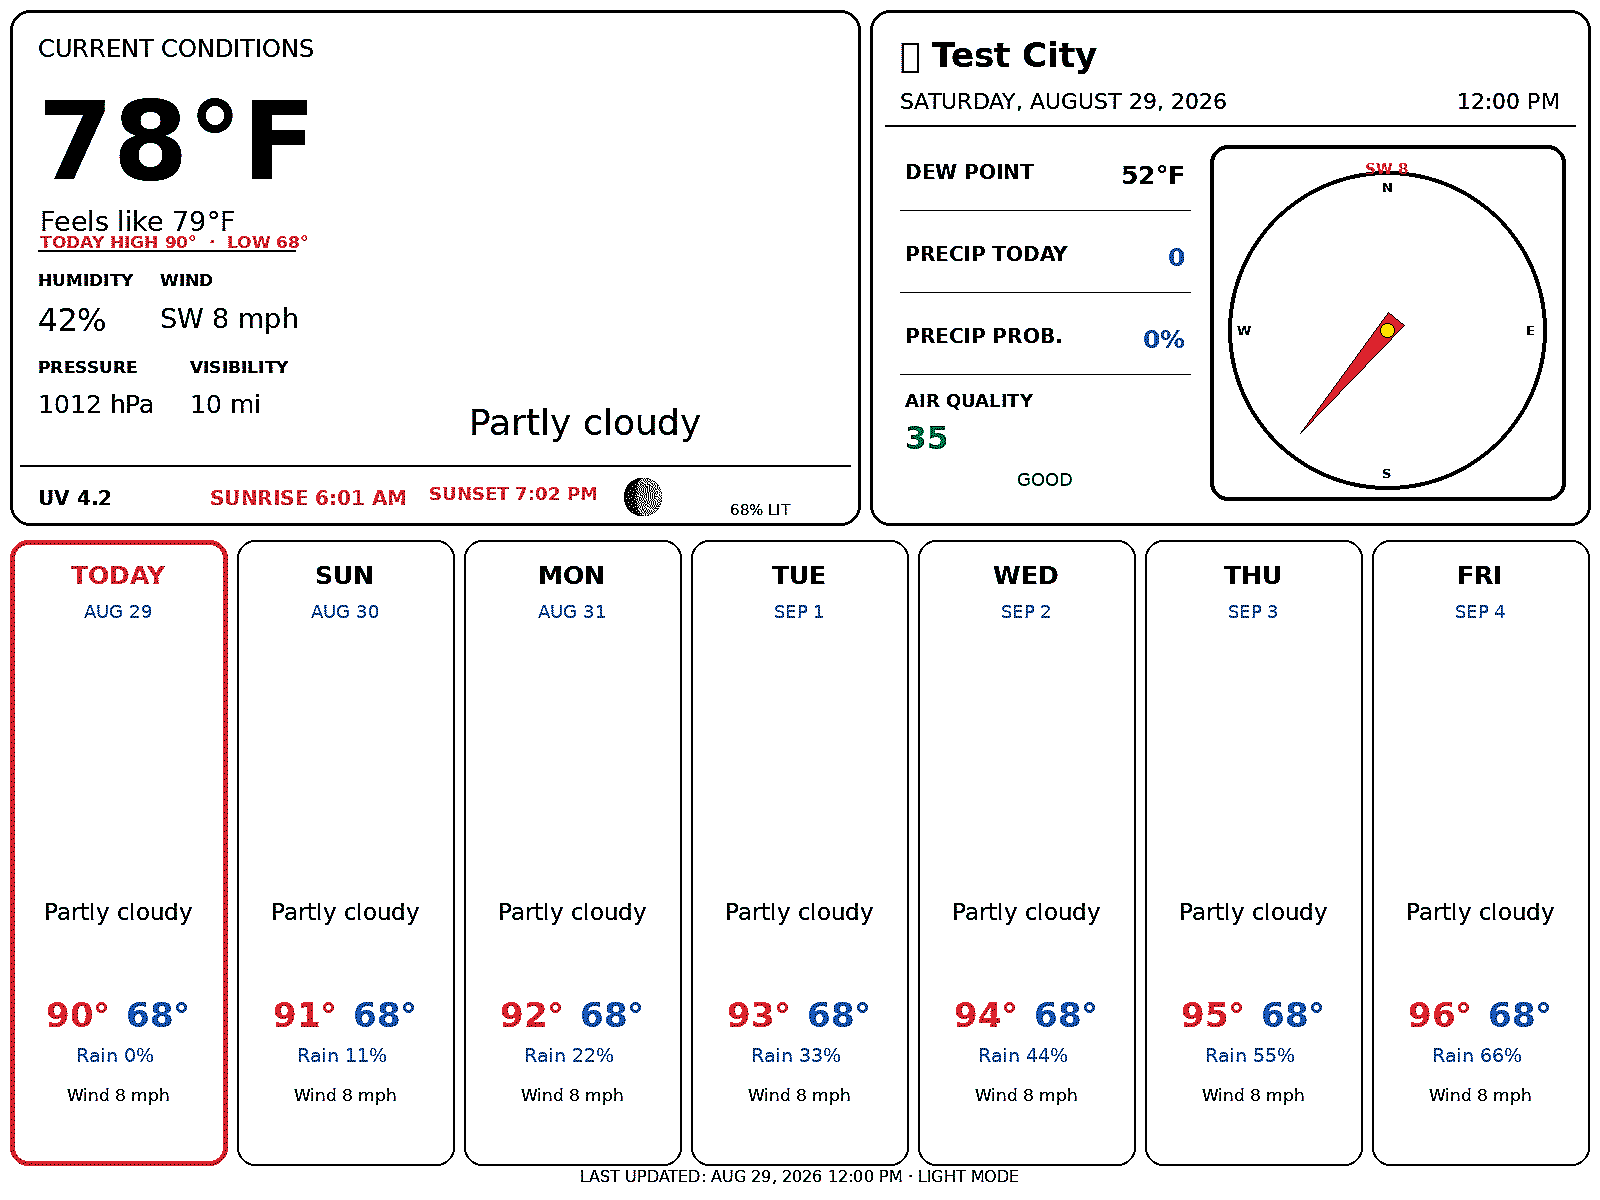 CURRENT CONDITIONS
78°F
Feels like 79°F
TODAY HIGH 90° · LOW 68°
HUMIDITY WIND
42% SW 8 mph
PRESSURE VISIBILITY
1012 hPa 10 mi
Partly cloudy
UV 4.2 SUNRISE 6:01 AM SUNSET 7:02 PM 68% LIT
Test City
SATURDAY, AUGUST 29, 2026 12:00 PM
DEW POINT 52°F
PRECIP TODAY 0
PRECIP PROB. 0%
AIR QUALITY
35
GOOD
SW 8
N
W E
S
TODAY
AUG 29
Partly cloudy
90° 68°
Rain 0%
Wind 8 mph
SUN
AUG 30
Partly cloudy
91° 68°
Rain 11%
Wind 8 mph
MON
AUG 31
Partly cloudy
92° 68°
Rain 22%
Wind 8 mph
TUE
SEP 1
Partly cloudy
93° 68°
Rain 33%
Wind 8 mph
WED
SEP 2
Partly cloudy
94° 68°
Rain 44%
Wind 8 mph
THU
SEP 3
Partly cloudy
95° 68°
Rain 55%
Wind 8 mph
FRI
SEP 4
Partly cloudy
96° 68°
Rain 66%
Wind 8 mph
LAST UPDATED: AUG 29, 2026 12:00 PM · LIGHT MODE